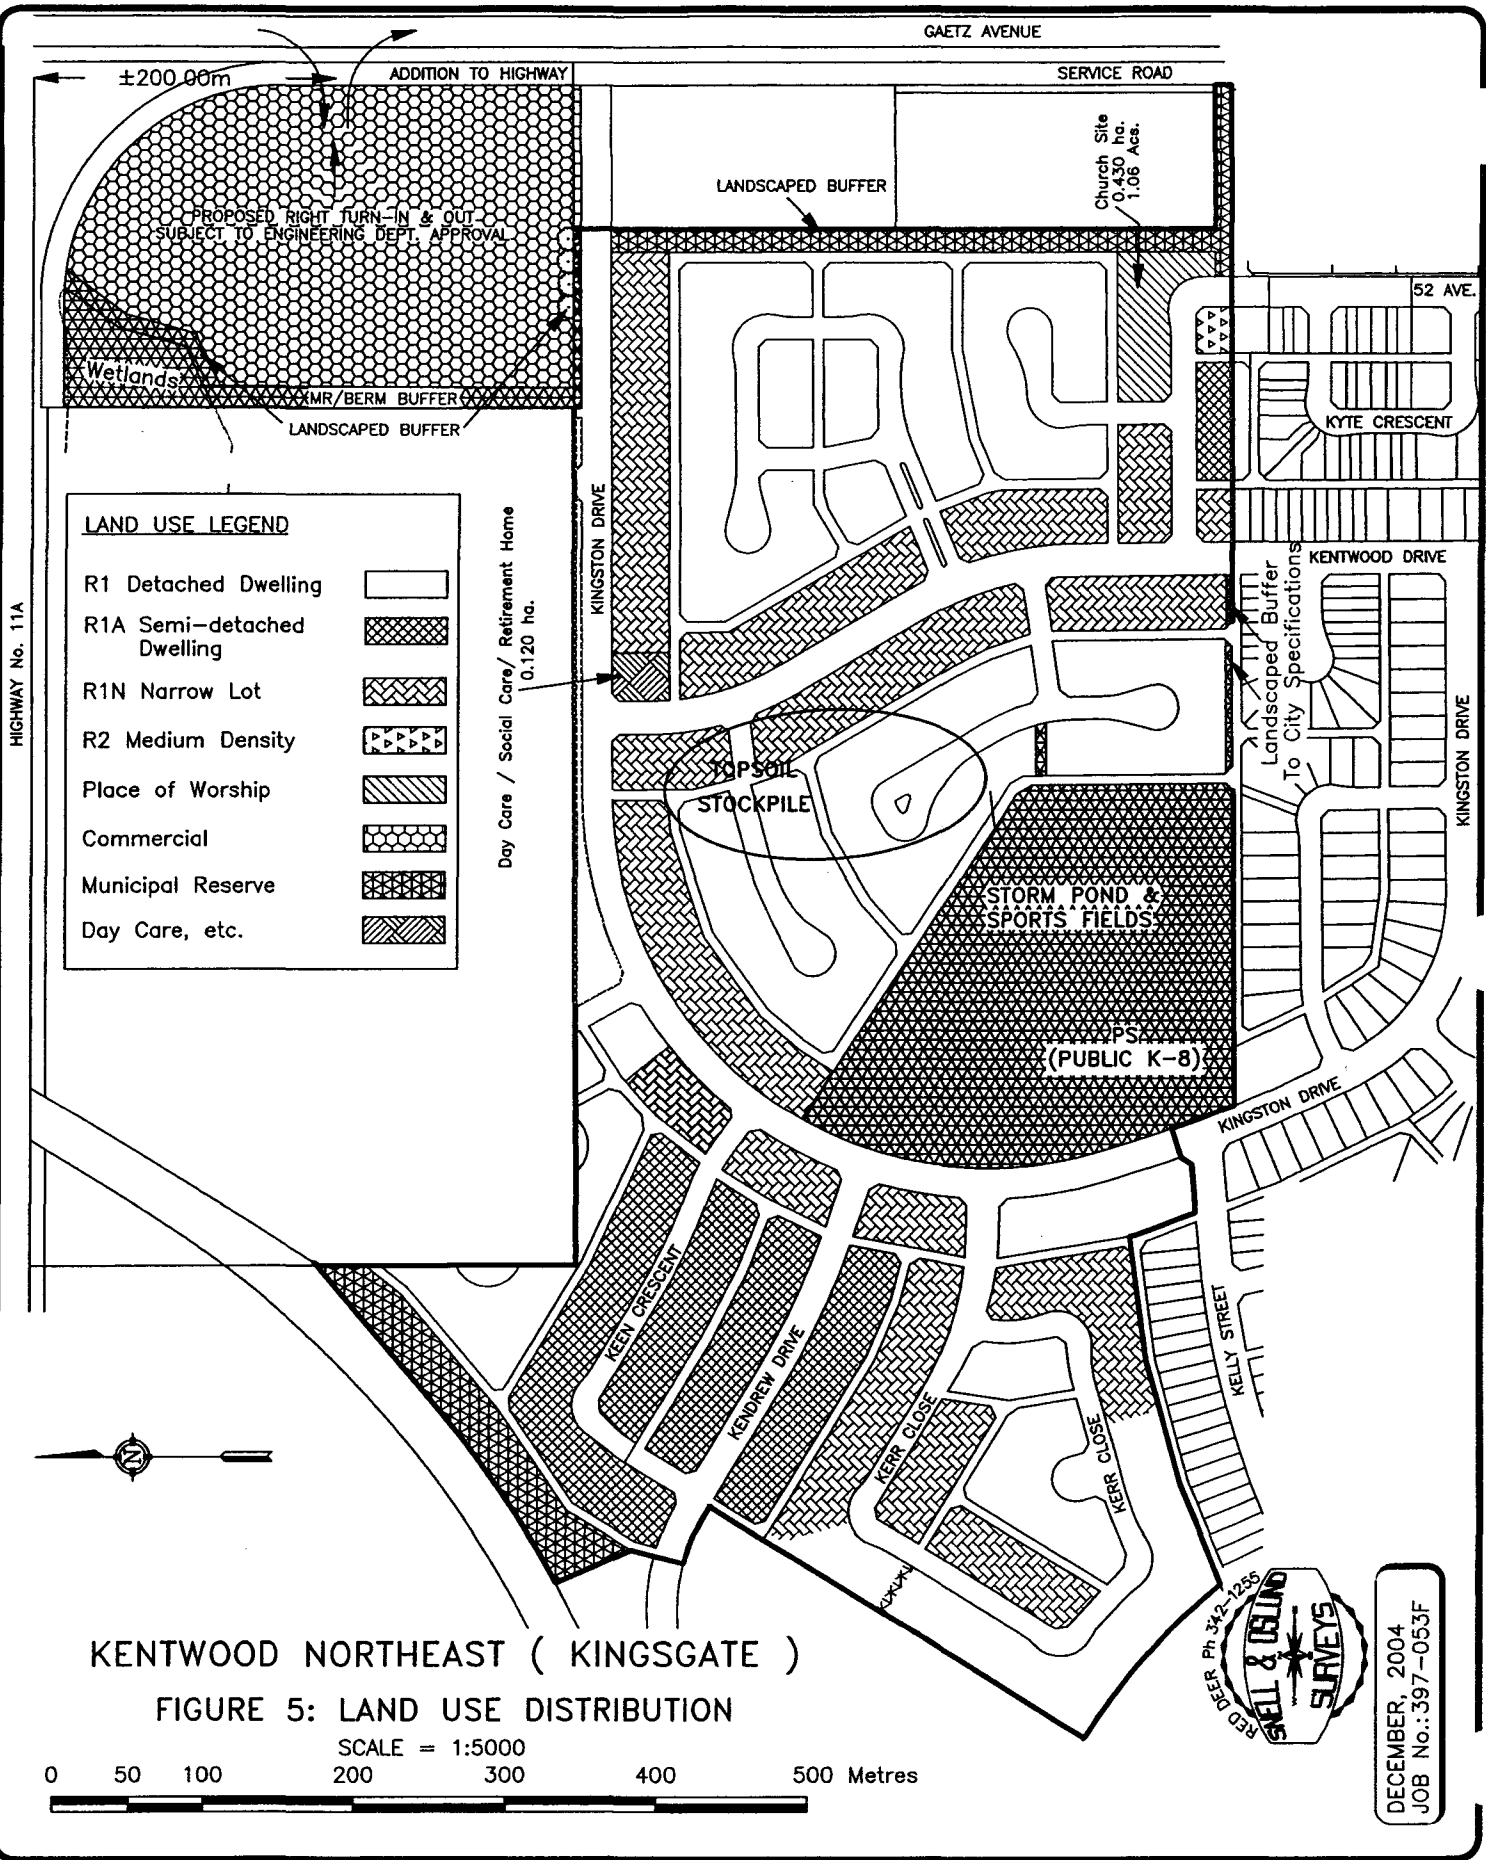 GAETZ AVENUE
±200.00m
ADDITION TO HIGHWAY
SERVICE ROAD
Church Site
0.430 ha.
1.06 Acs.
LANDSCAPED BUFFER
PROPOSED RIGHT TURN-IN & OUT
SUBJECT TO ENGINEERING DEPT. APPROVAL
52 AVE.
Wetlands
MR/BERM BUFFER
LANDSCAPED BUFFER
KYTE CRESCENT
LAND USE LEGEND
R1 Detached Dwelling
R1A Semi-detached
Dwelling
R1N Narrow Lot
R2 Medium Density
Place of Worship
Commercial
Municipal Reserve
Day Care, etc.
HIGHWAY No. 11A
Day Care / Social Care/ Retirement Home
0.120 ha.
KINGSTON DRIVE
KENTWOOD DRIVE
Landscaped Buffer
To City Specifications
KINGSTON DRIVE
TOPSOIL
STOCKPILE
STORM POND &
SPORTS FIELDS
PS
(PUBLIC K-8)
KINGSTON DRIVE
KEEN CRESCENT
KENDREW DRIVE
KERR CLOSE
KERR CLOSE
KELLY STREET
N
KENTWOOD NORTHEAST ( KINGSGATE )
FIGURE 5: LAND USE DISTRIBUTION
SCALE = 1:5000
0 50 100 200 300 400 500 Metres
RED DEER Ph 342-1255
SNELL & OSLUND
SURVEYS
DECEMBER, 2004
JOB No.: 397-053F